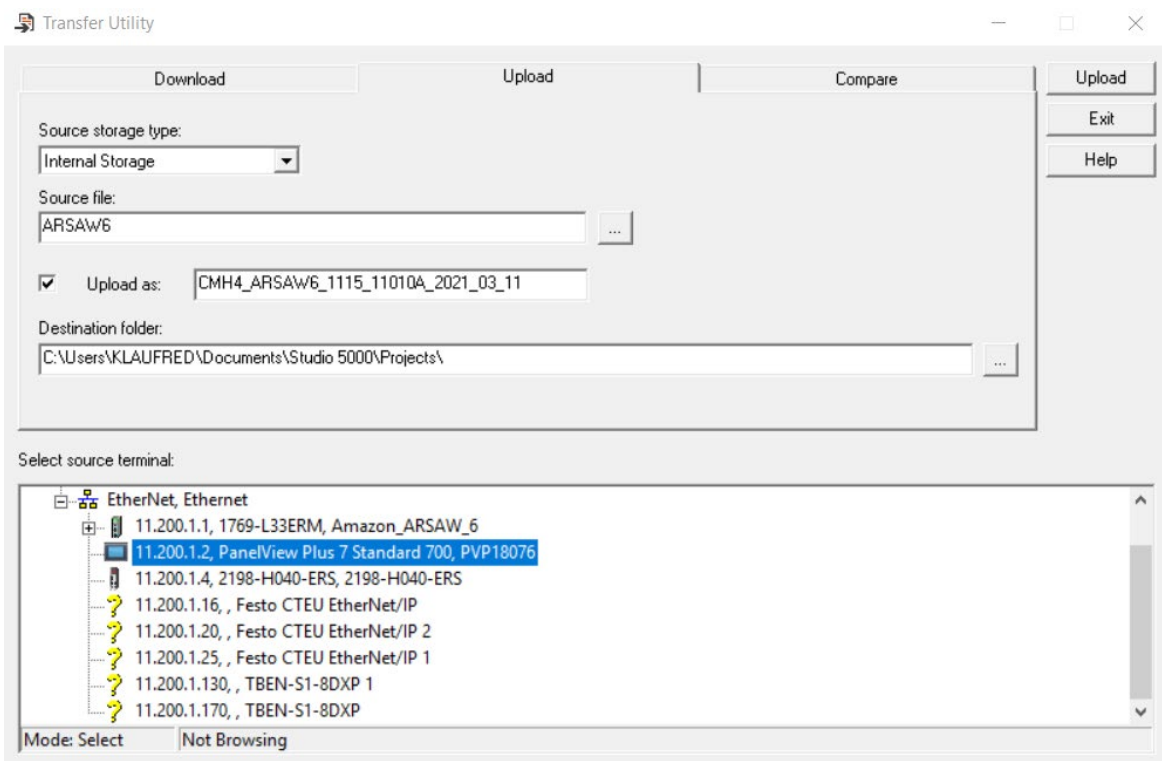 Transfer Utility
Download
Upload
Compare
Upload
Exit
Help
Source storage type:
Internal Storage
Source file:
ARSAW6
...
Upload as:
CMH4_ARSAW6_1115_11010A_2021_03_11
Destination folder:
C:\Users\KLAUFRED\Documents\Studio 5000\Projects\
...
Select source terminal:
EtherNet, Ethernet
11.200.1.1, 1769-L33ERM, Amazon_ARSAW_6
11.200.1.2, PanelView Plus 7 Standard 700, PVP18076
11.200.1.4, 2198-H040-ERS, 2198-H040-ERS
11.200.1.16, , Festo CTEU EtherNet/IP
11.200.1.20, , Festo CTEU EtherNet/IP 2
11.200.1.25, , Festo CTEU EtherNet/IP 1
11.200.1.130, , TBEN-S1-8DXP 1
11.200.1.170, , TBEN-S1-8DXP
Mode: Select
Not Browsing